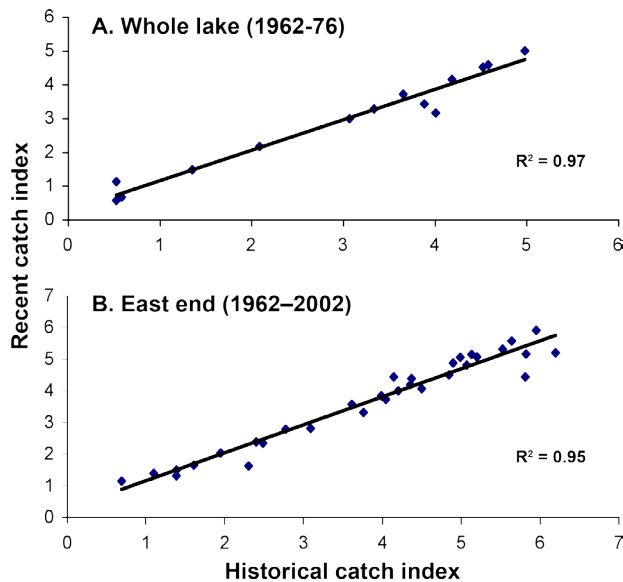 A. Whole lake (1962-76)
6
5
4
3
2
1
0
R² = 0.97
0 1 2 3 4 5 6
Recent catch index
B. East end (1962–2002)
7
6
5
4
3
2
1
0
R² = 0.95
0 1 2 3 4 5 6 7
Historical catch index